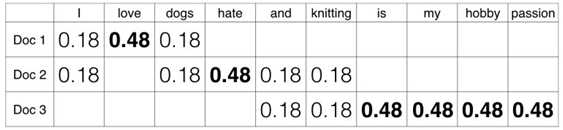 I love dogs hate and knitting is my hobby passion
Doc 1 0.18 0.48 0.18
Doc 2 0.18 0.18 0.48 0.18 0.18
Doc 3 0.18 0.18 0.48 0.48 0.48 0.48